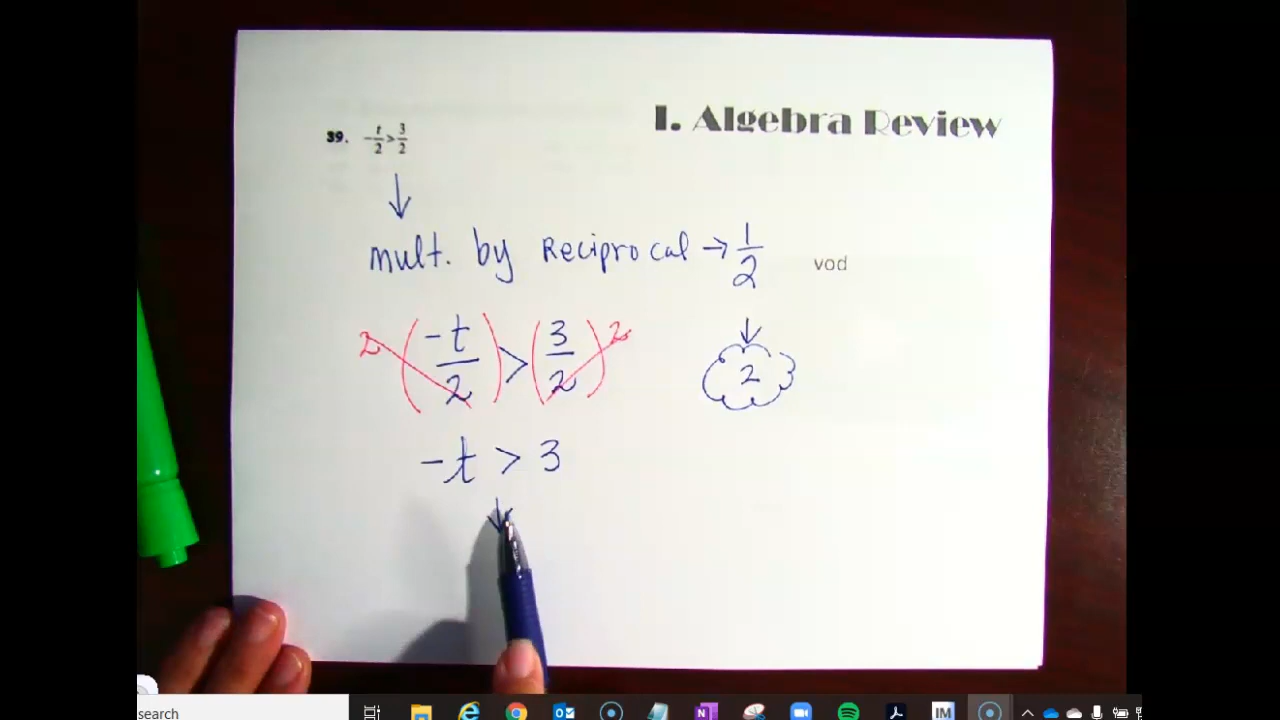 I. Algebra Review
39. -t/2 > 3/2
mult. by Reciprocal → 1/2
vod
2 (-t/2) > (3/2) 2
2
-t > 3
search